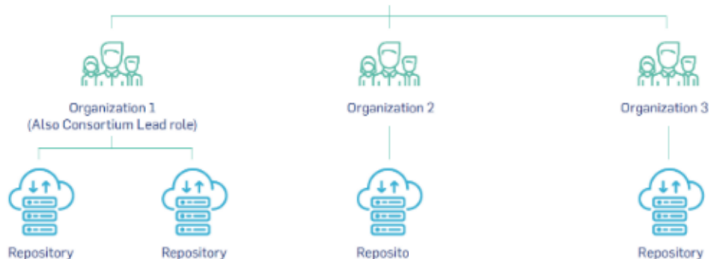 Organization 1
(Also Consortium Lead role)
Organization 2
Organization 3
Repository
Repository
Reposito
Repository